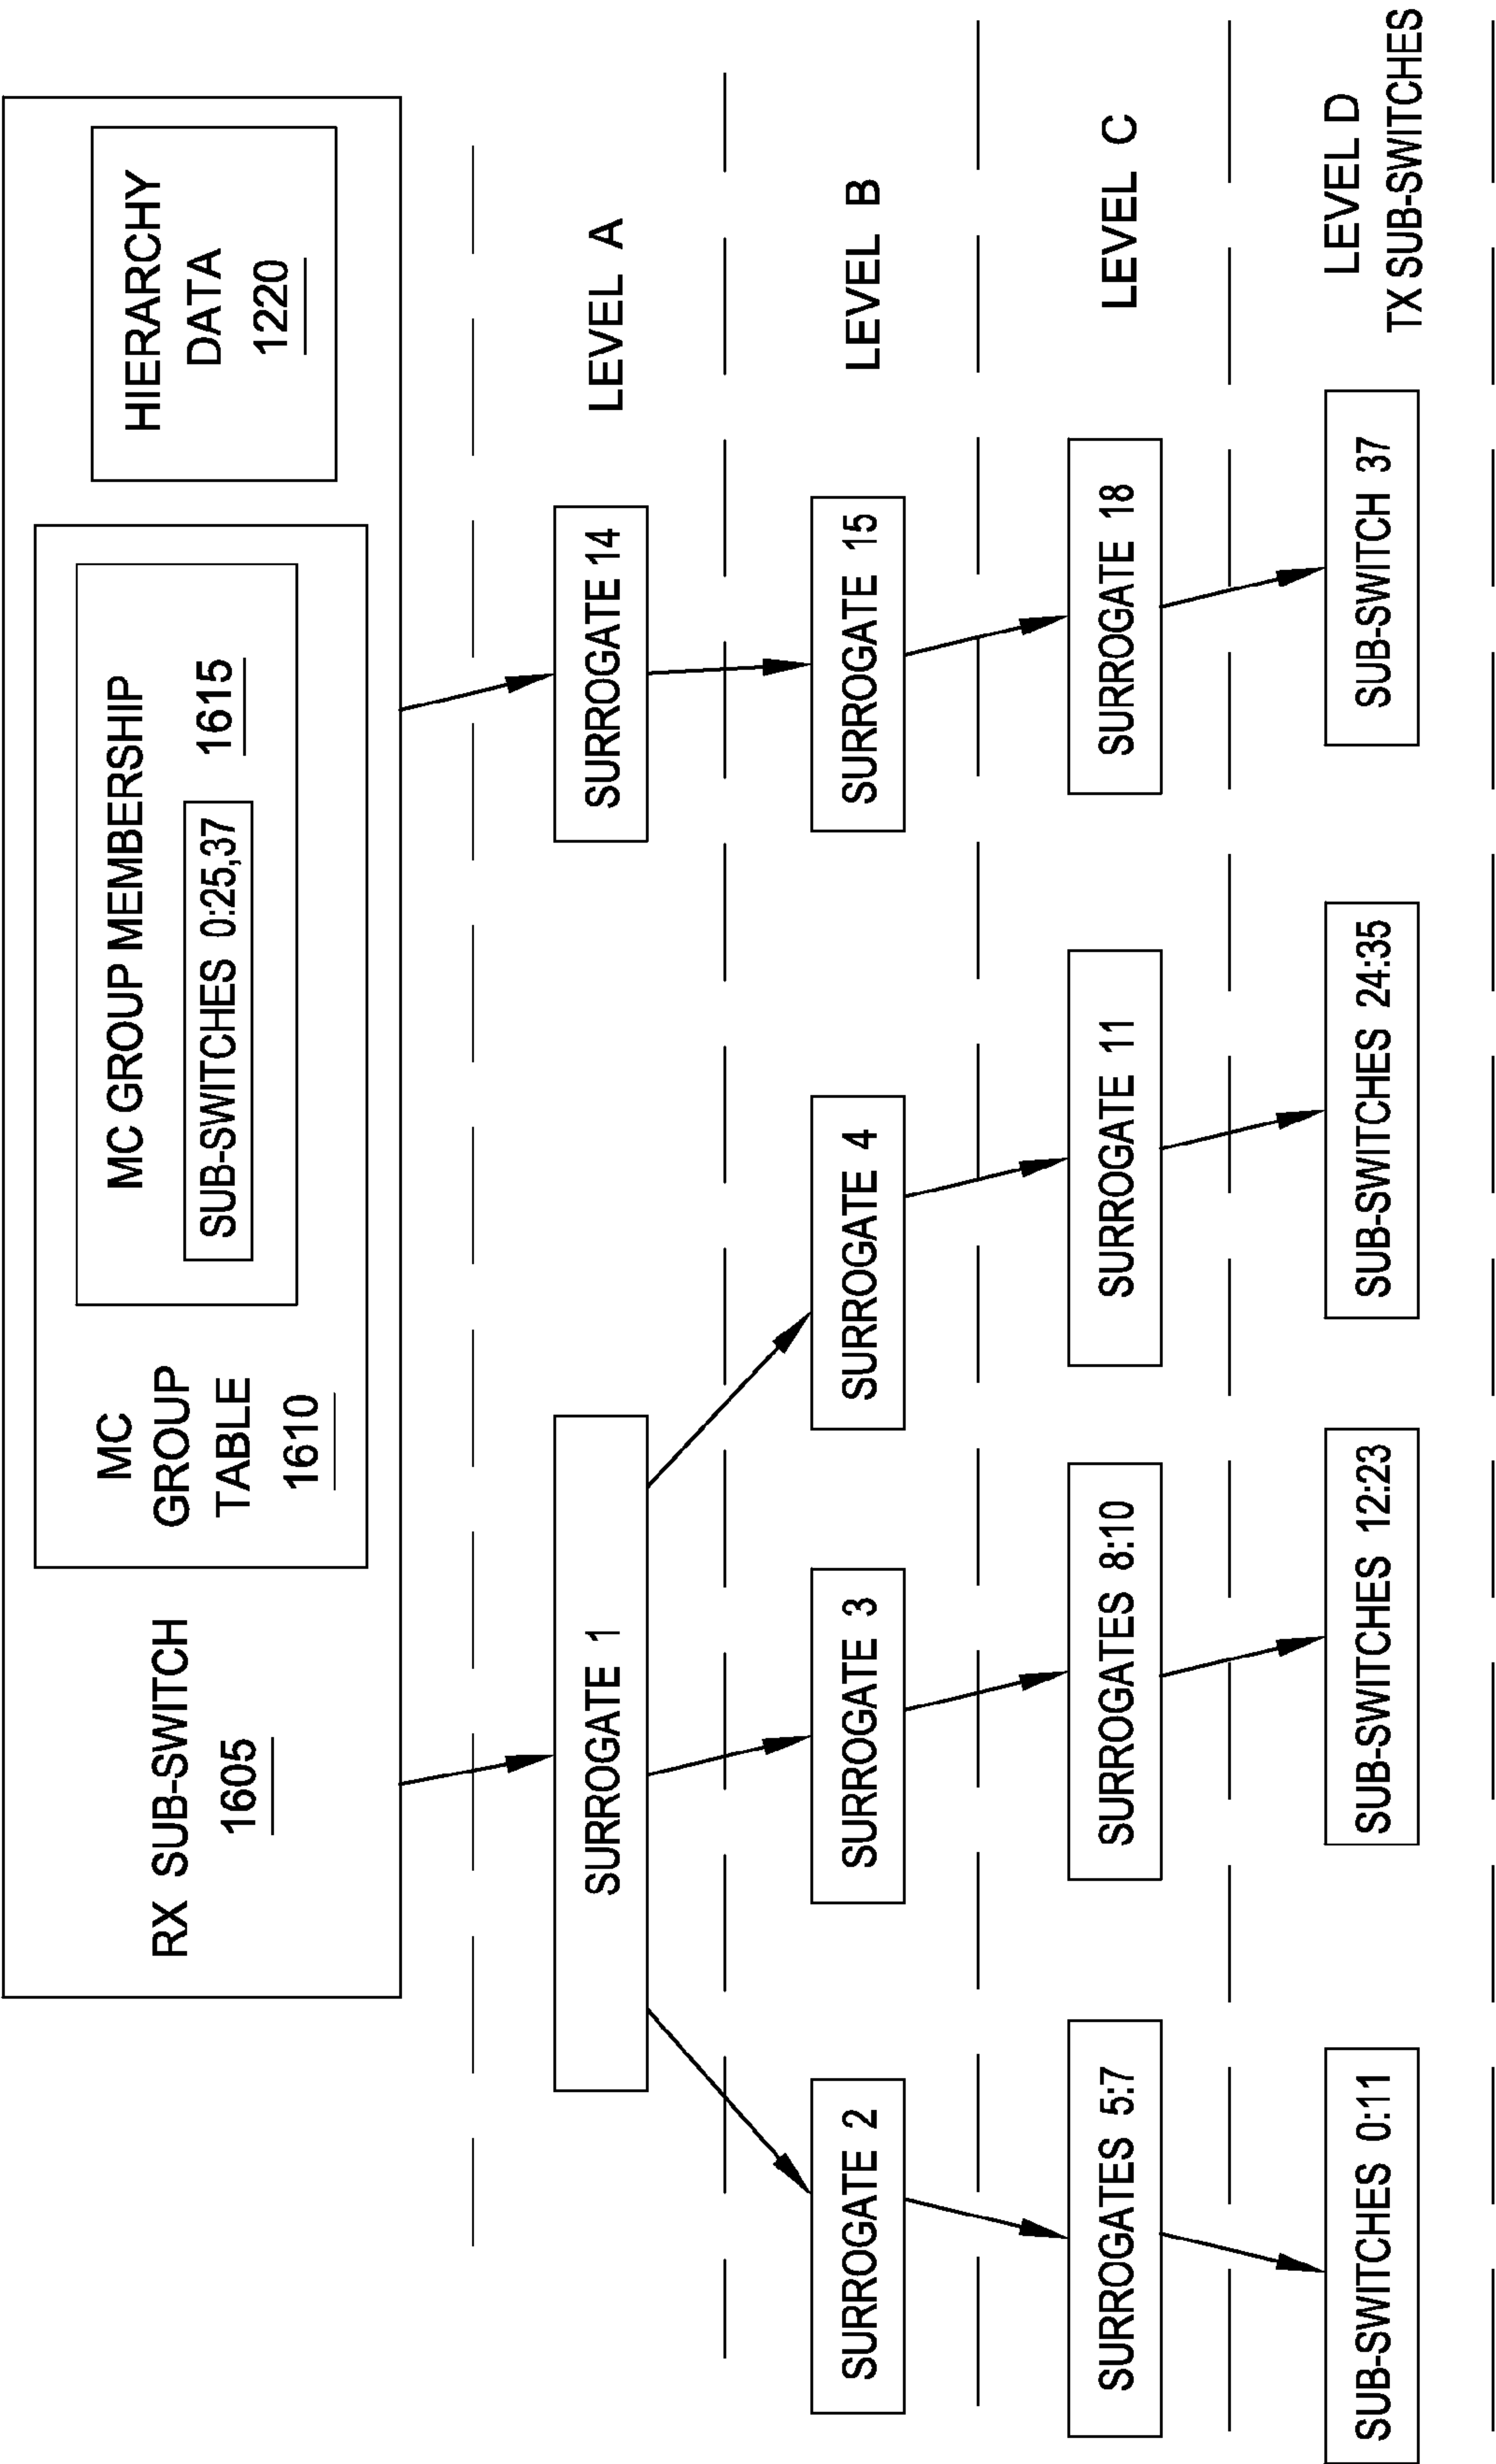 RX SUB-SWITCH
1605
MC
GROUP
TABLE
1610
MC GROUP MEMBERSHIP
SUB-SWITCHES 0:25,37
1615
HIERARCHY
DATA
1220
SURROGATE 1
SURROGATE 14
LEVEL A
SURROGATE 2
SURROGATE 3
SURROGATE 4
SURROGATE 15
LEVEL B
SURROGATES 5:7
SURROGATES 8:10
SURROGATE 11
SURROGATE 18
LEVEL C
SUB-SWITCHES 0:11
SUB-SWITCHES 12:23
SUB-SWITCHES 24:35
SUB-SWITCH 37
LEVEL D
TX SUB-SWITCHES